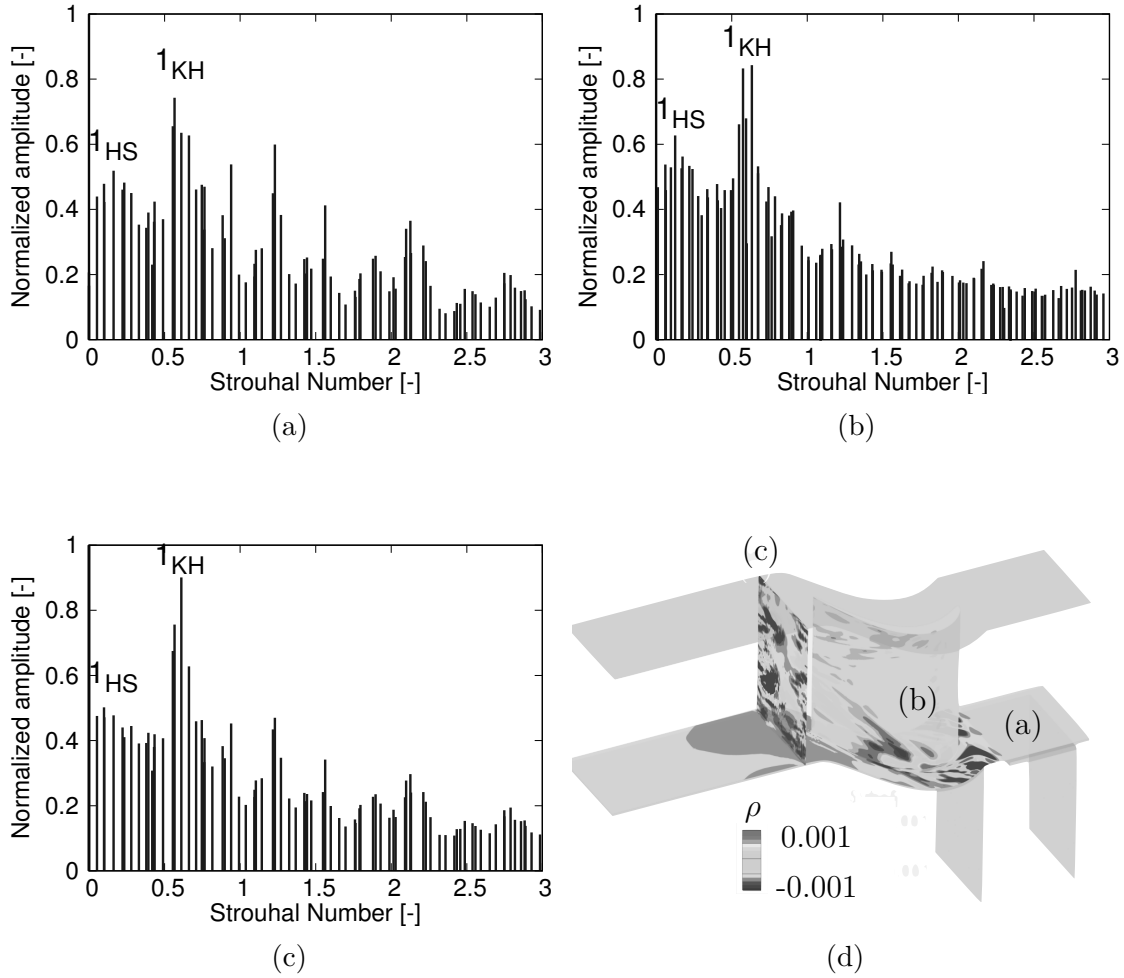 1
0.8
0.6
0.4
0.2
0
0 0.5 1 1.5 2 2.5 3
Normalized amplitude [-]
Strouhal Number [-]
1HS
1KH
(a)
1
0.8
0.6
0.4
0.2
0
0 0.5 1 1.5 2 2.5 3
Normalized amplitude [-]
Strouhal Number [-]
1HS
1KH
(b)
1
0.8
0.6
0.4
0.2
0
0 0.5 1 1.5 2 2.5 3
Normalized amplitude [-]
Strouhal Number [-]
1HS
1KH
(c)
(c)
(b)
(a)
ρ
0.001
-0.001
(d)